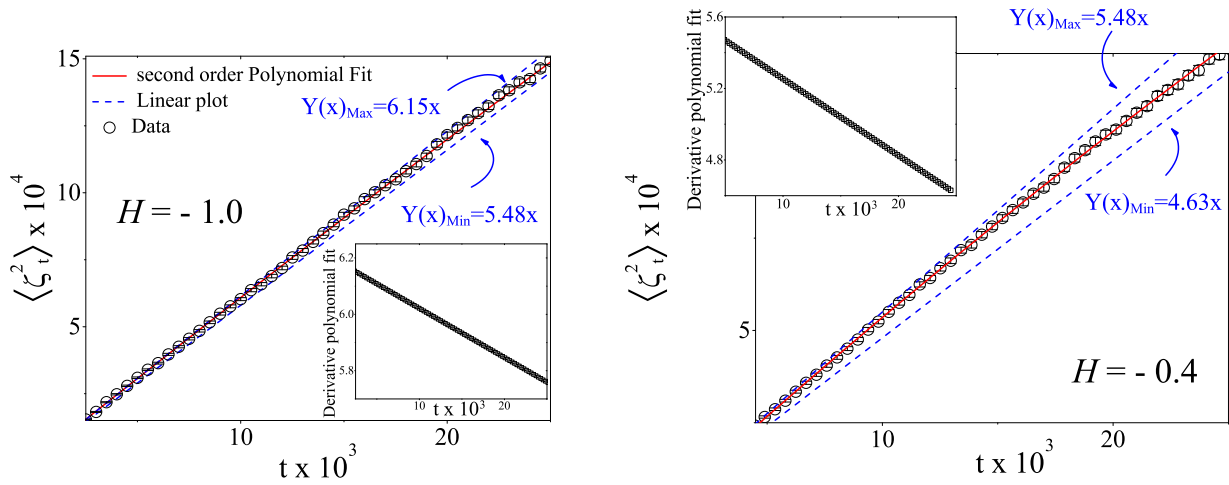 15
second order Polynomial Fit
Linear plot
Data
Y(x)Max=6.15x
10
H = - 1.0
Y(x)Min=5.48x
5
⟨ζ²t⟩ x 10⁴
10
20
t x 10³
6.2
6.0
5.8
Derivative polynomial fit
10
20
t x 10³
5.6
5.2
4.8
Derivative polynomial fit
10
20
t x 10³
Y(x)Max=5.48x
Y(x)Min=4.63x
5
⟨ζ²t⟩ x 10⁴
H = - 0.4
10
20
t x 10³